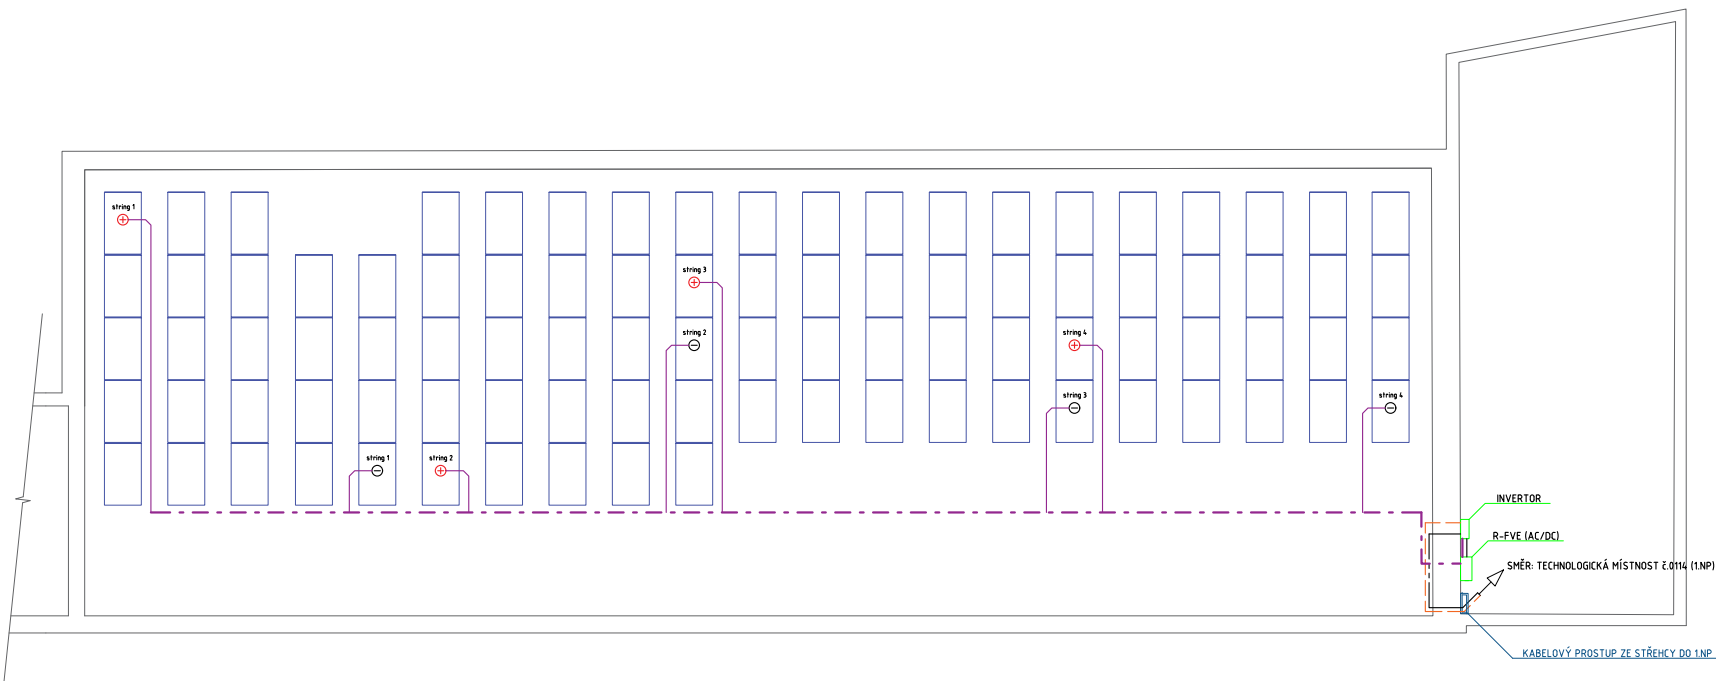 string 1
string 3
string 2
string 4
string 3
string 4
string 1
string 2
INVERTOR
R-FVE (AC/DC)
SMĚR: TECHNOLOGICKÁ MÍSTNOST č.0114 (1.NP)
KABELOVÝ PROSTUP ZE STŘEHCY DO 1.NP